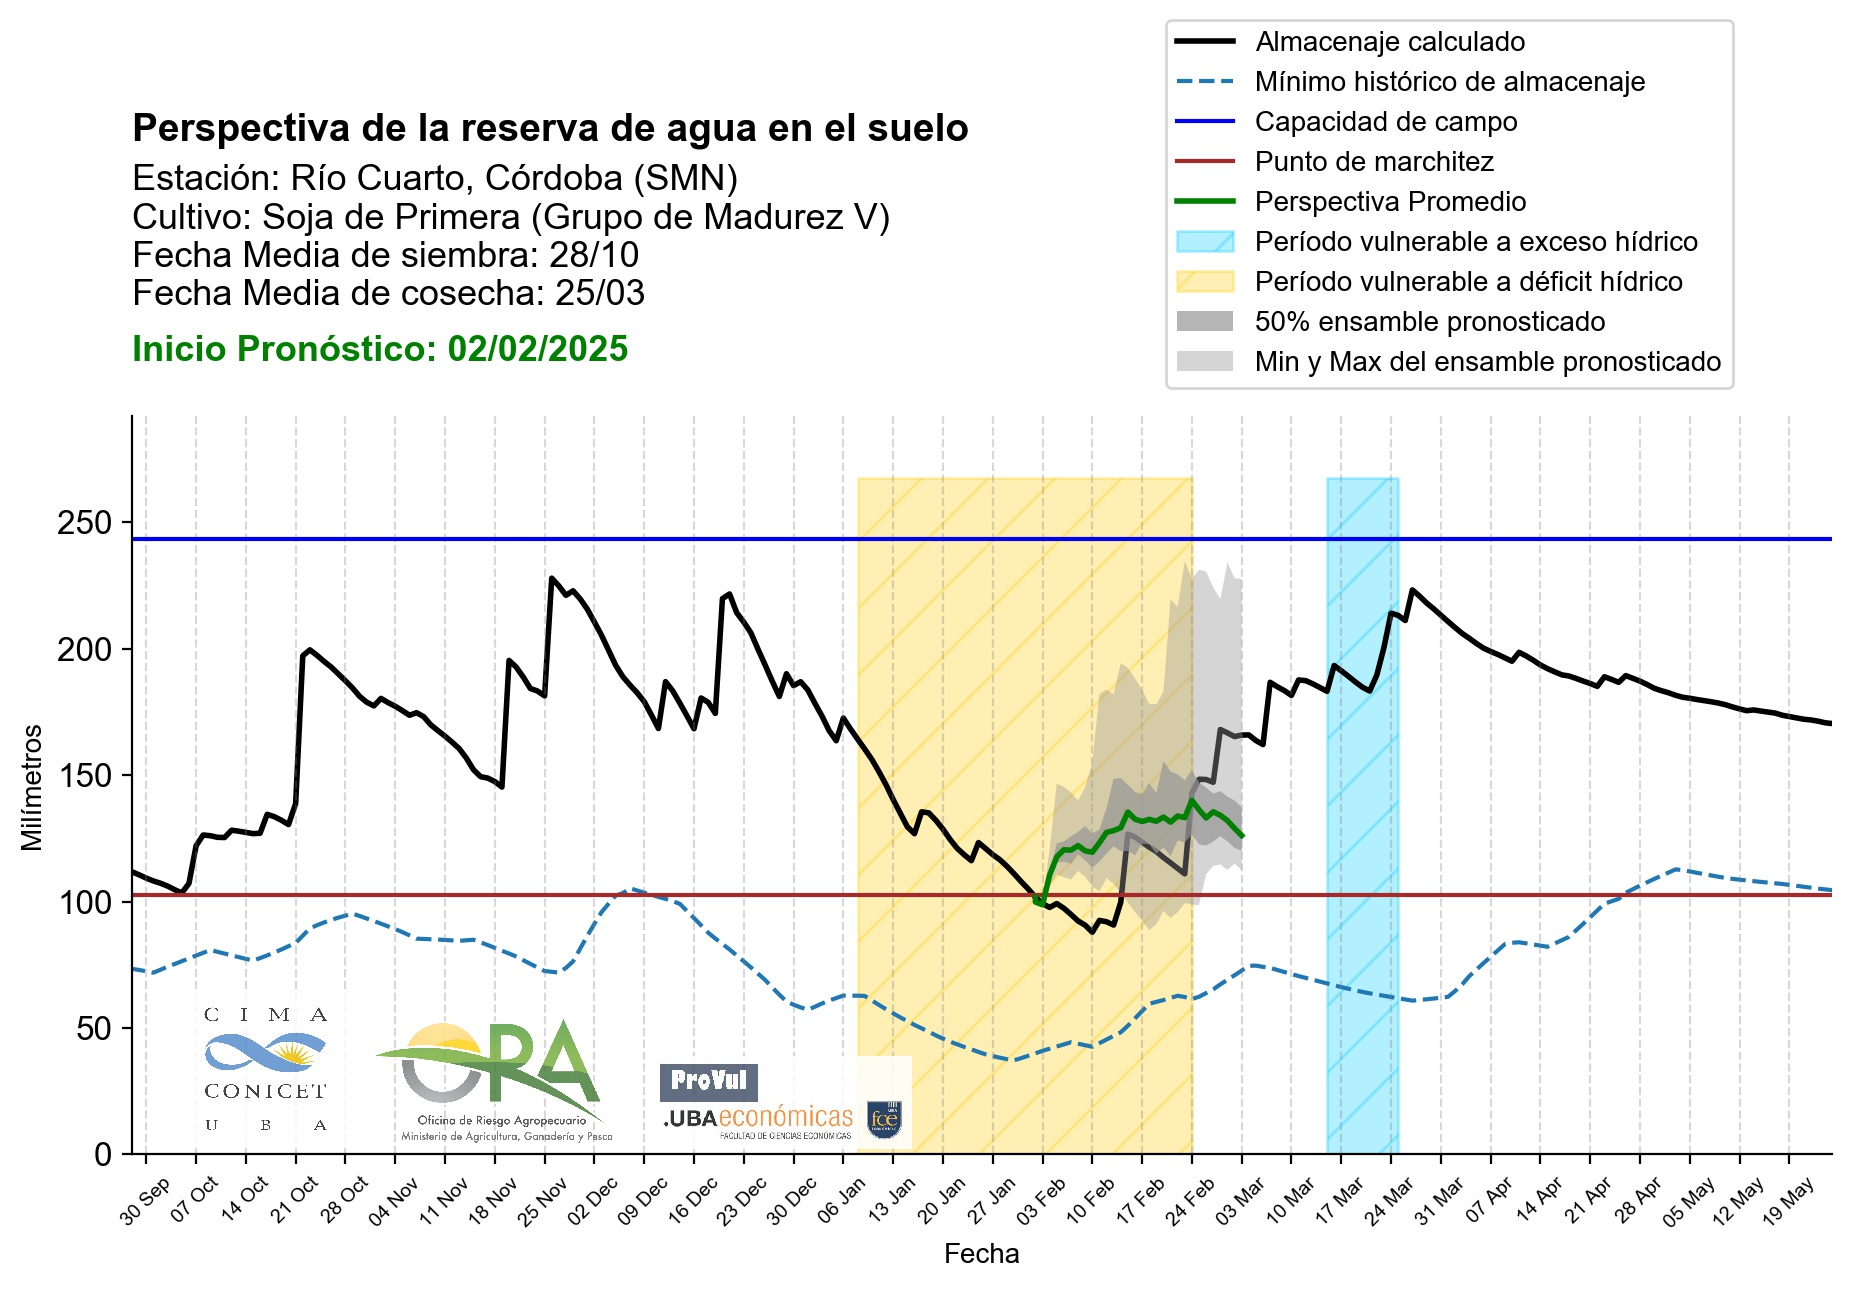 Almacenaje calculado
Mínimo histórico de almacenaje
Capacidad de campo
Punto de marchitez
Perspectiva Promedio
Período vulnerable a exceso hídrico
Período vulnerable a déficit hídrico
50% ensamble pronosticado
Min y Max del ensamble pronosticado
Perspectiva de la reserva de agua en el suelo
Estación: Río Cuarto, Córdoba (SMN)
Cultivo: Soja de Primera (Grupo de Madurez V)
Fecha Media de siembra: 28/10
Fecha Media de cosecha: 25/03
Inicio Pronóstico: 02/02/2025
Milímetros
250
200
150
100
50
0
C I M A
CONICET
U B A
ORA
Oficina de Riesgo Agropecuario
Ministerio de Agricultura, Ganadería y Pesca
ProVul
.UBAeconómicas
FACULTAD DE CIENCIAS ECONÓMICAS
UBA
fce
ECONÓMICAS
30 Sep
07 Oct
14 Oct
21 Oct
28 Oct
04 Nov
11 Nov
18 Nov
25 Nov
02 Dec
09 Dec
16 Dec
23 Dec
30 Dec
06 Jan
13 Jan
20 Jan
27 Jan
03 Feb
10 Feb
17 Feb
24 Feb
03 Mar
10 Mar
17 Mar
24 Mar
31 Mar
07 Apr
14 Apr
21 Apr
28 Apr
05 May
12 May
19 May
Fecha